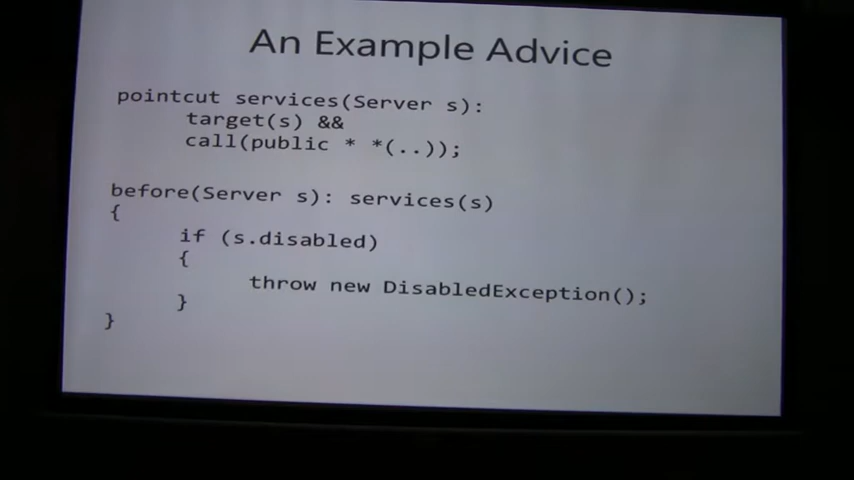 An Example Advice
pointcut services(Server s):
target(s) &&
call(public * *(..));
before(Server s): services(s)
{
if (s.disabled)
{
throw new DisabledException();
}
}